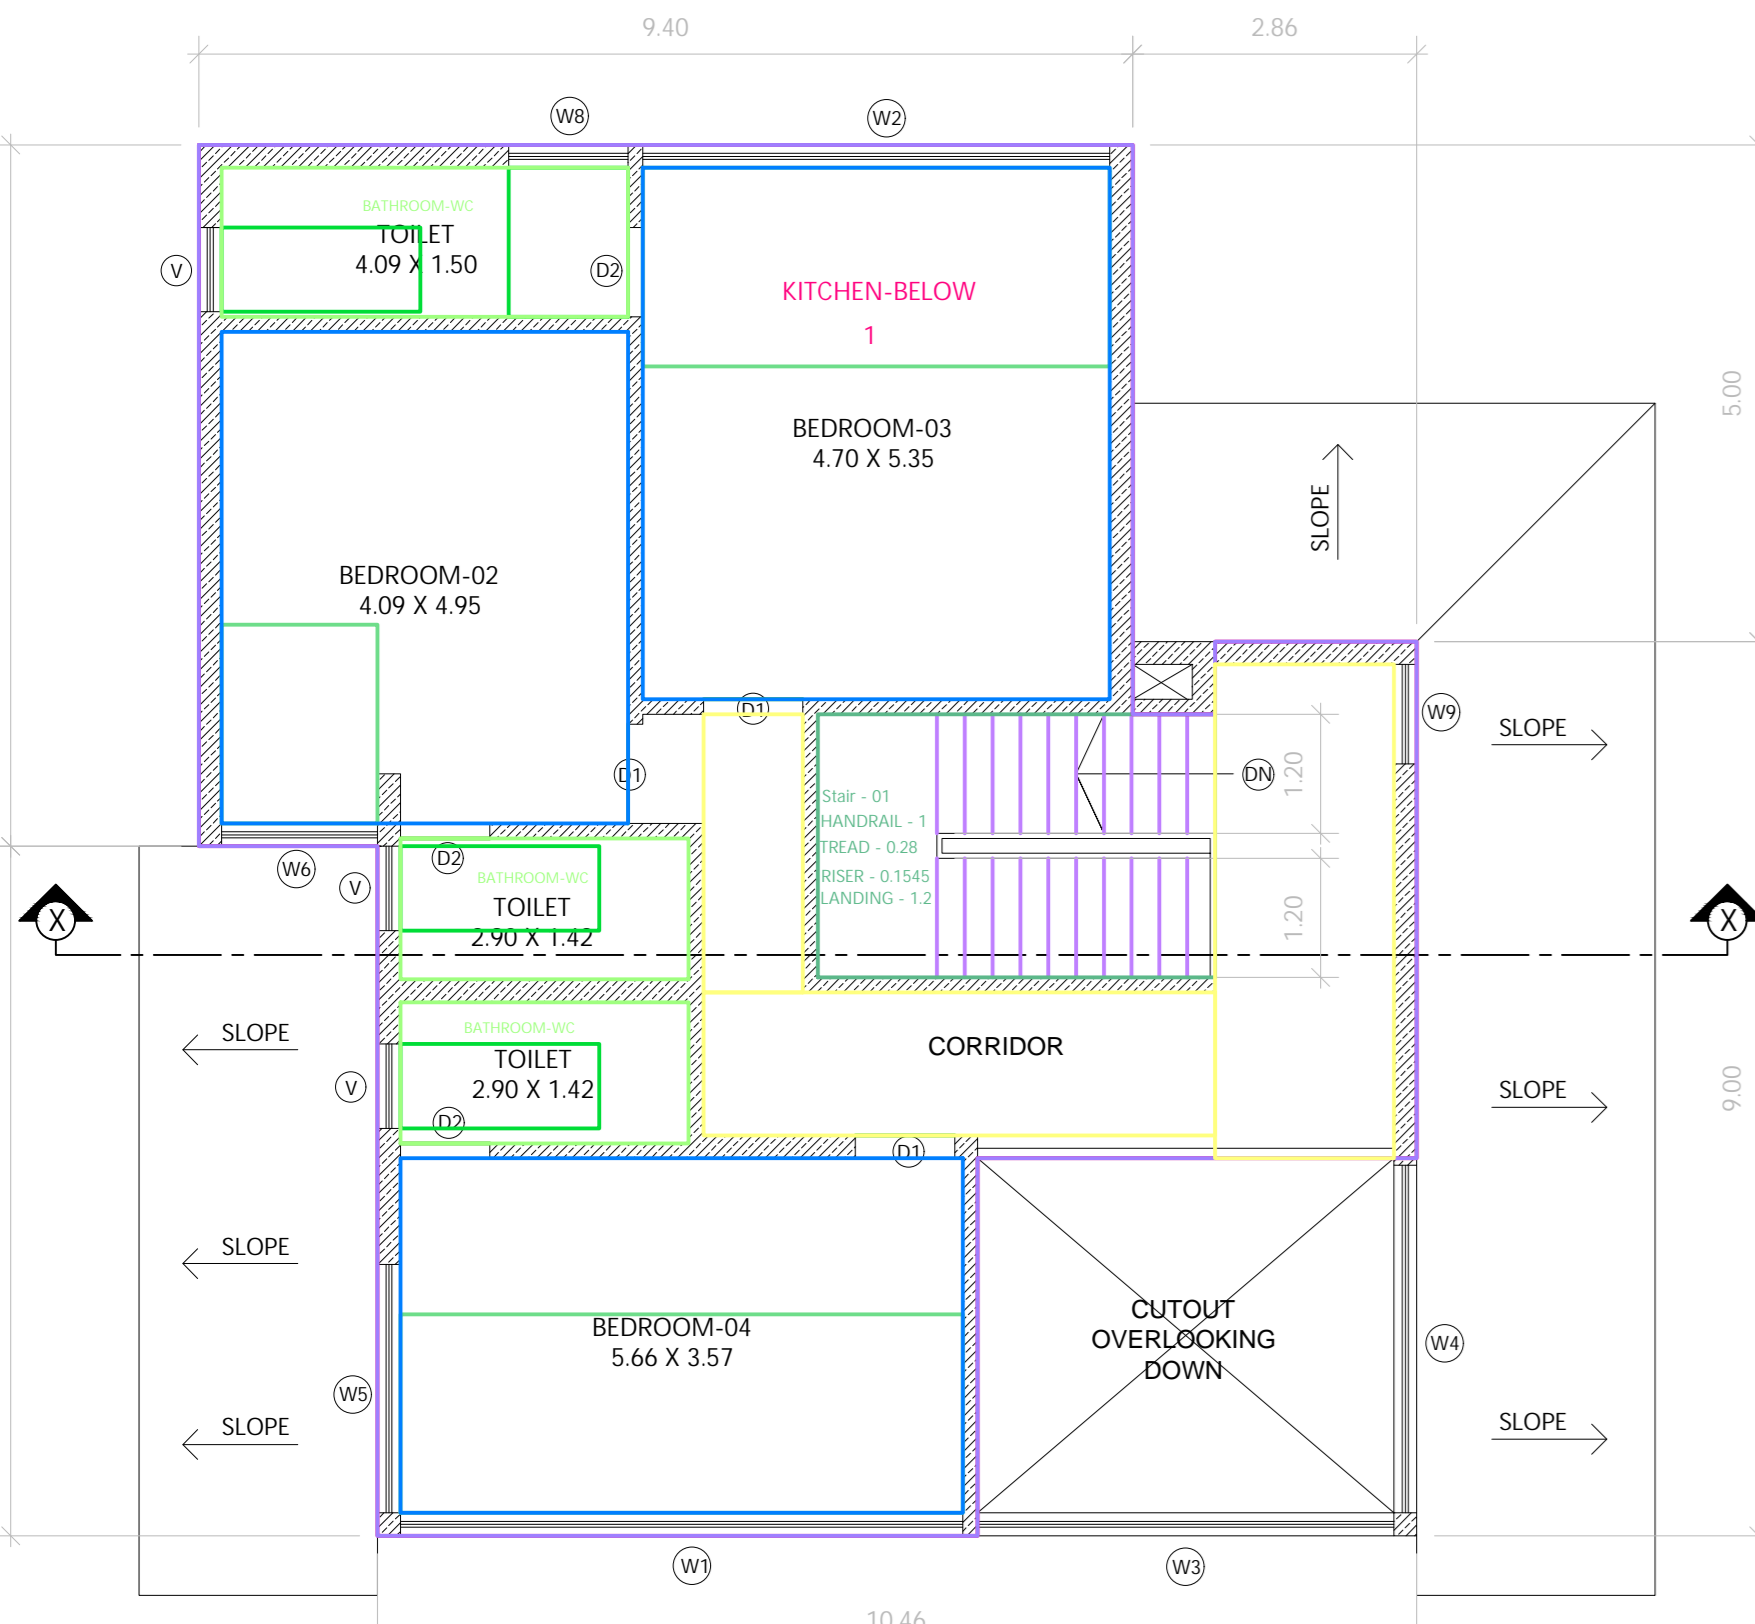 9.40
2.86
W8
W2
BATHROOM-WC
TOILET
4.09 X 1.50
V
D2
KITCHEN-BELOW
1
5.00
BEDROOM-03
4.70 X 5.35
SLOPE
BEDROOM-02
4.09 X 4.95
D1
W9
SLOPE
D1
DN
1.20
Stair - 01
HANDRAIL - 1
TREAD - 0.28
RISER - 0.1545
LANDING - 1.2
W6
D2
V
BATHROOM-WC
TOILET
2.90 X 1.42
1.20
X
X
SLOPE
BATHROOM-WC
TOILET
2.90 X 1.42
V
D2
CORRIDOR
SLOPE
9.00
D1
SLOPE
BEDROOM-04
5.66 X 3.57
CUTOUT
OVERLOOKING
DOWN
W4
W5
SLOPE
SLOPE
W1
W3
10.46